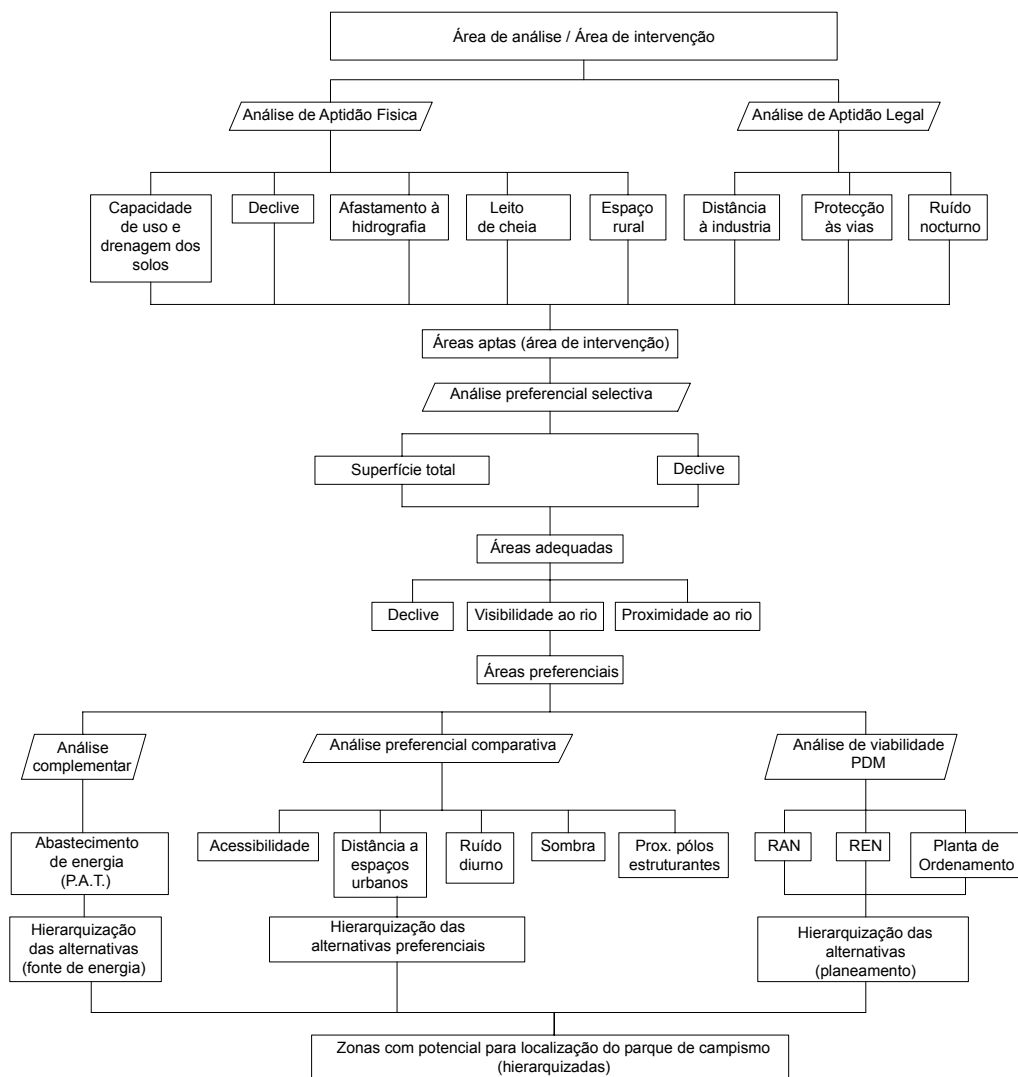 Área de análise / Área de intervenção
Análise de Aptidão Fisica
Análise de Aptidão Legal
Capacidade
de uso e
drenagem dos
solos
Declive
Afastamento à
hidrografia
Leito
de cheia
Espaço
rural
Distância
à industria
Protecção
às vias
Ruído
nocturno
Áreas aptas (área de intervenção)
Análise preferencial selectiva
Superfície total
Declive
Áreas adequadas
Declive
Visibilidade ao rio
Proximidade ao rio
Áreas preferenciais
Análise
complementar
Análise preferencial comparativa
Análise de viabilidade
PDM
Abastecimento
de energia
(P.A.T.)
Acessibilidade
Distância a
espaços
urbanos
Ruído
diurno
Sombra
Prox. pólos
estruturantes
RAN
REN
Planta de
Ordenamento
Hierarquização
das alternativas
(fonte de energia)
Hierarquização das
alternativas preferenciais
Hierarquização das
alternativas
(planeamento)
Zonas com potencial para localização do parque de campismo
(hierarquizadas)